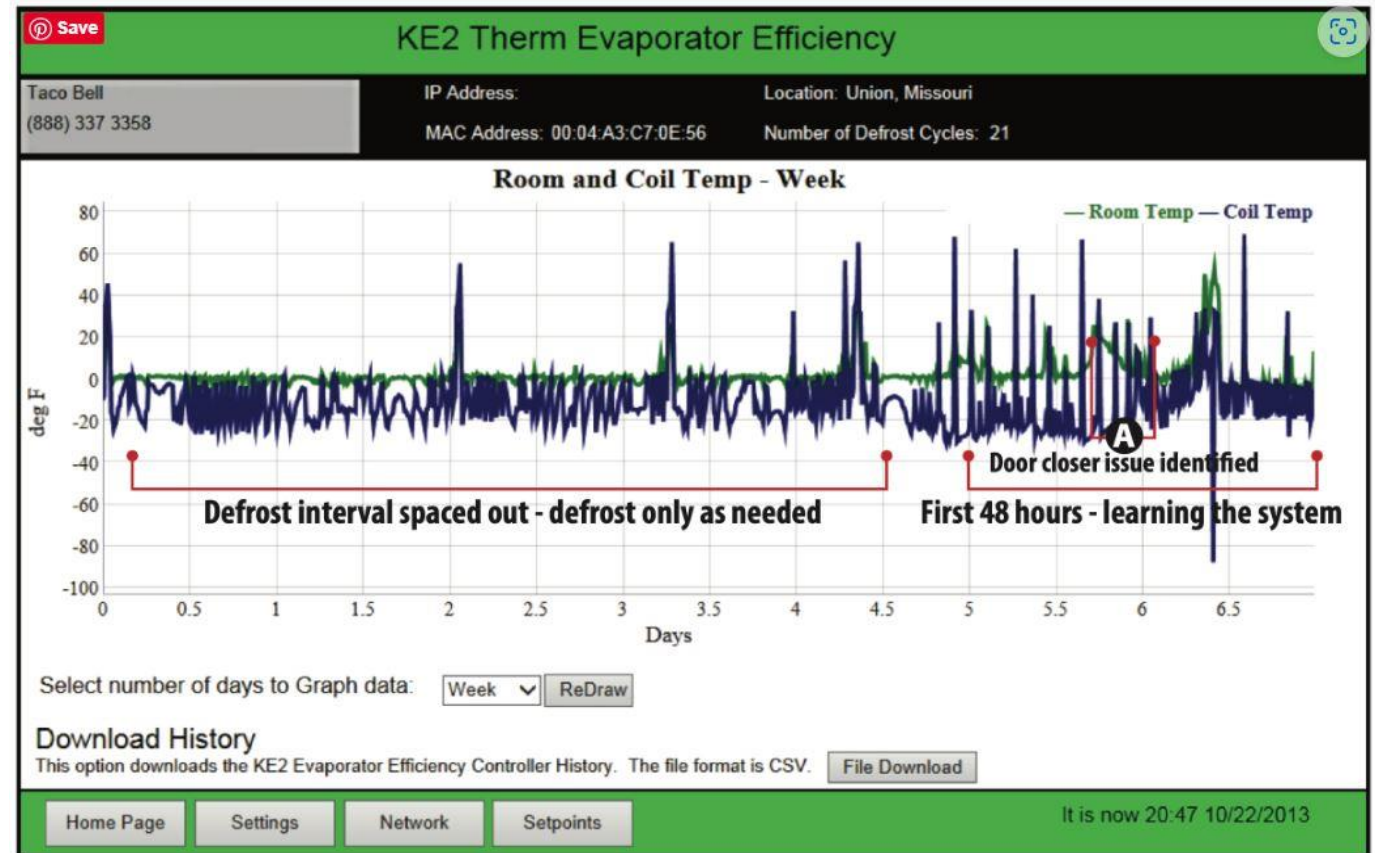 Save
KE2 Therm Evaporator Efficiency
Taco Bell
(888) 337 3358
IP Address:
MAC Address: 00:04:A3:C7:0E:56
Location: Union, Missouri
Number of Defrost Cycles: 21
Room and Coil Temp - Week
Room Temp — Coil Temp
80
60
40
20
0
-20
-40
-60
-80
-100
deg F
A
Door closer issue identified
Defrost interval spaced out - defrost only as needed
First 48 hours - learning the system
0 0.5 1 1.5 2 2.5 3 3.5 4 4.5 5 5.5 6 6.5
Days
Select number of days to Graph data: Week ReDraw
Download History
This option downloads the KE2 Evaporator Efficiency Controller History. The file format is CSV. File Download
Home Page Settings Network Setpoints
It is now 20:47 10/22/2013